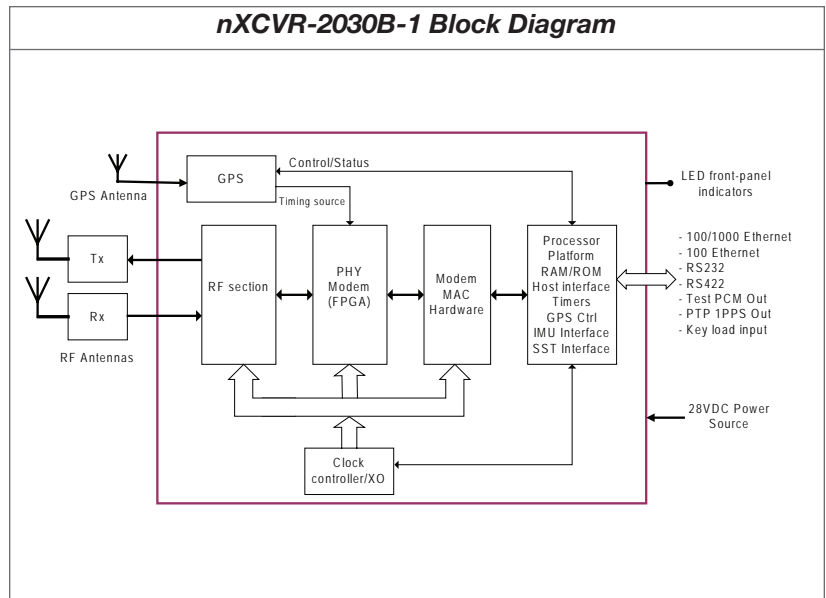 nXCVR-2030B-1 Block Diagram
GPS Antenna
GPS
Control/Status
Timing source
LED front-panel
indicators
Tx
Rx
RF Antennas
RF section
PHY
Modem
(FPGA)
Modem
MAC
Hardware
Processor
Platform
RAM/ROM
Host interface
Timers
GPS Ctrl
IMU Interface
SST Interface
- 100/1000 Ethernet
- 100 Ethernet
- RS232
- RS422
- Test PCM Out
- PTP 1PPS Out
- Key load input
28VDC Power
Source
Clock
controller/XO